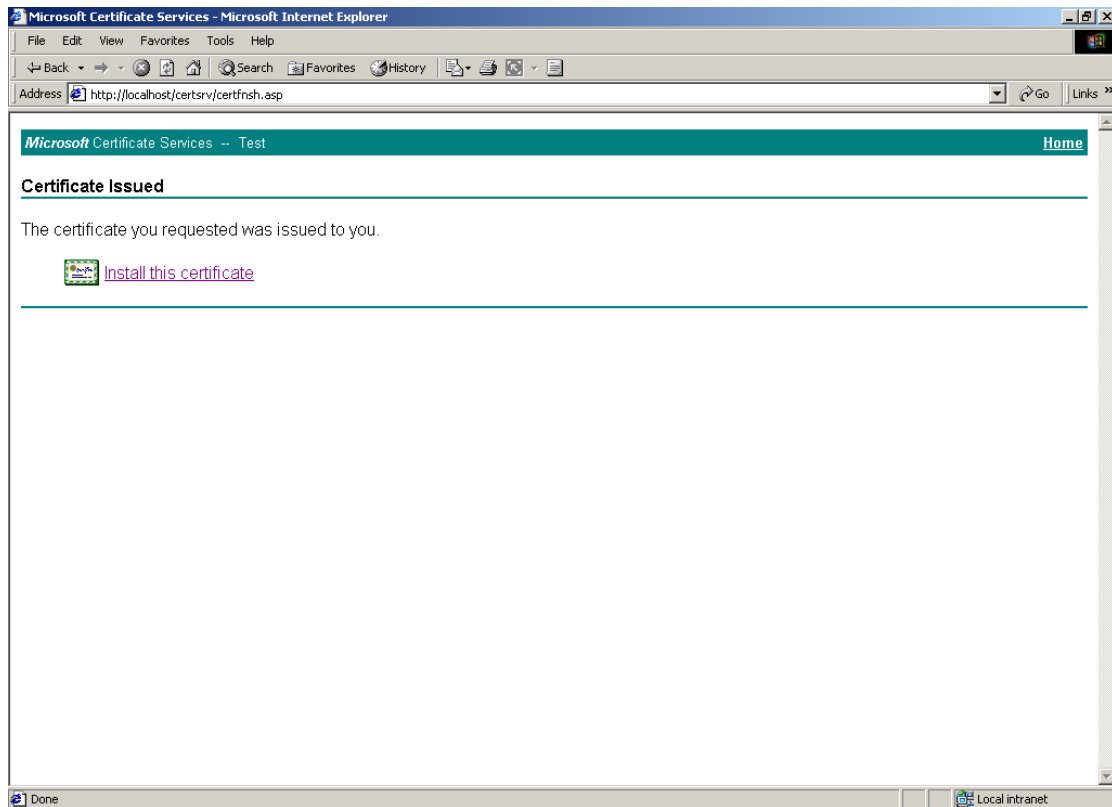 Microsoft Certificate Services - Microsoft Internet Explorer
File Edit View Favorites Tools Help
Back Search Favorites History
Address http://localhost/certsrv/certfnsh.asp Go Links »
Microsoft Certificate Services -- Test Home
Certificate Issued
The certificate you requested was issued to you.
Install this certificate
Done Local intranet